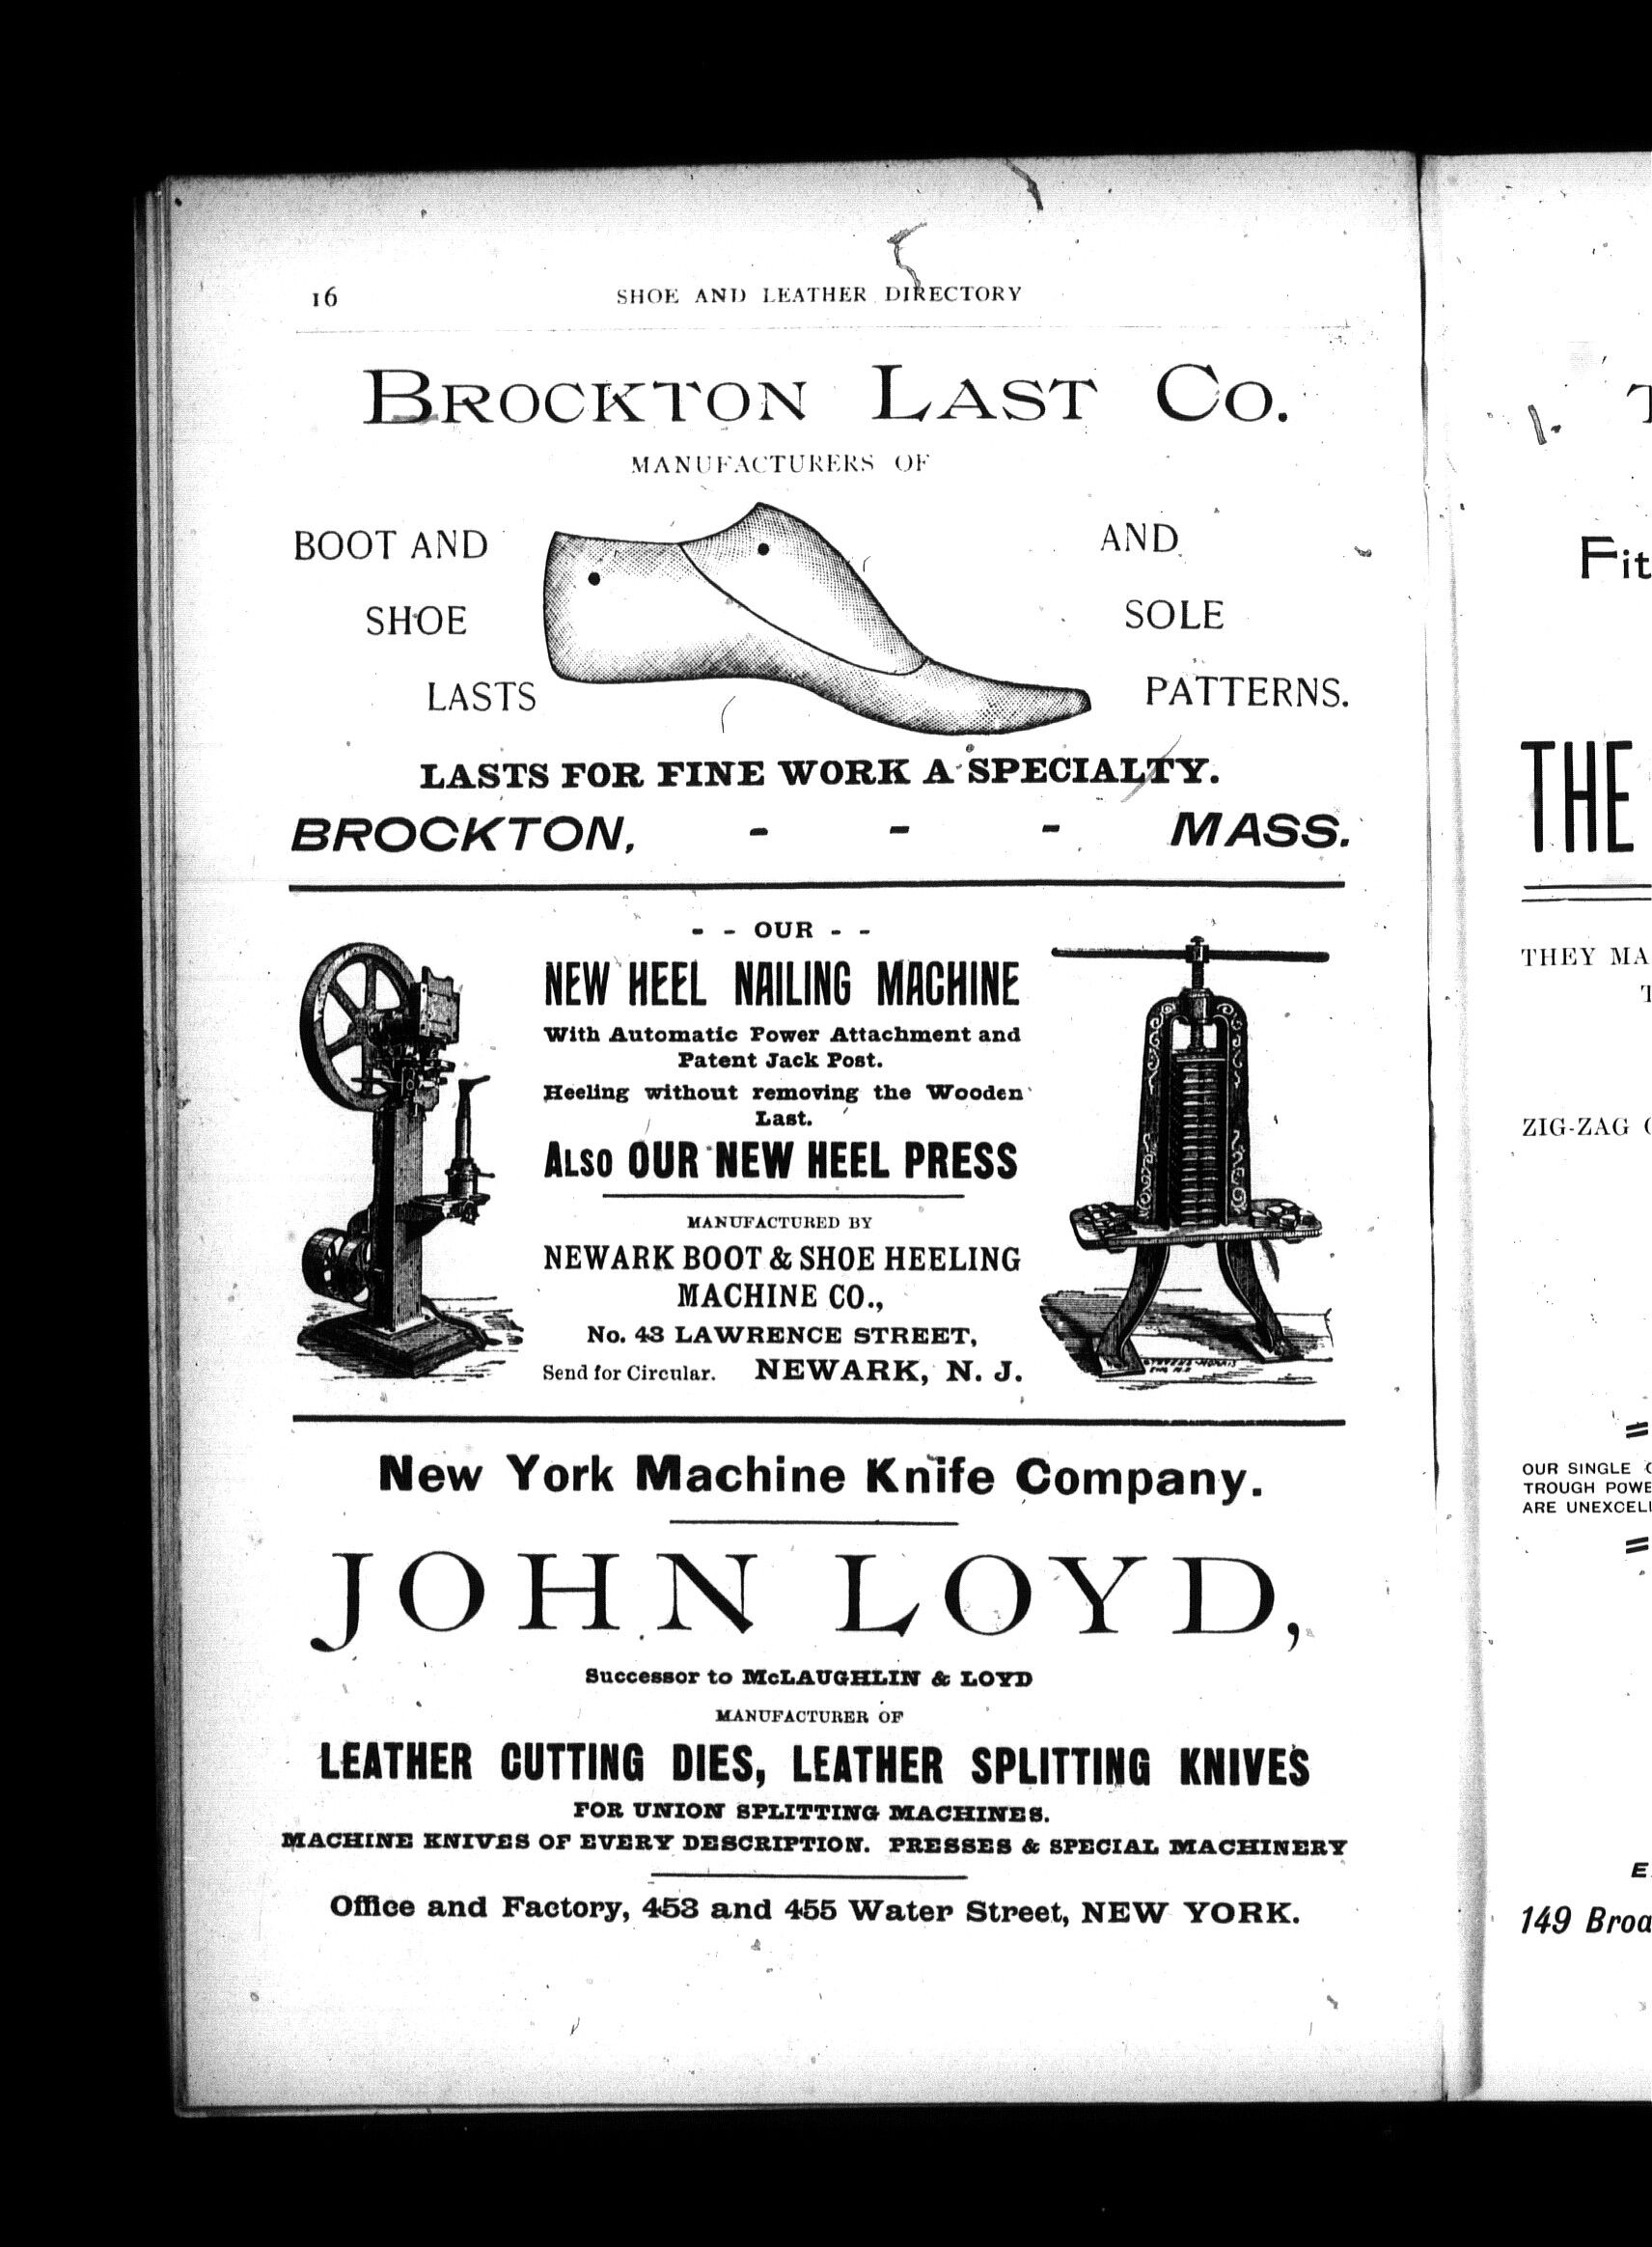 16
SHOE AND LEATHER DIRECTORY
BROCKTON LAST CO.
MANUFACTURERS OF
BOOT AND
SHOE
LASTS
AND
SOLE
PATTERNS.
LASTS FOR FINE WORK A SPECIALTY.
BROCKTON, - - - MASS.
- - OUR - -
NEW HEEL NAILING MACHINE
With Automatic Power Attachment and
Patent Jack Post.
Heeling without removing the Wooden
Last.
ALSO OUR NEW HEEL PRESS
MANUFACTURED BY
NEWARK BOOT & SHOE HEELING
MACHINE CO.,
No. 43 LAWRENCE STREET,
Send for Circular. NEWARK, N. J.
New York Machine Knife Company.
JOHN LOYD,
Successor to McLAUGHLIN & LOYD
MANUFACTURER OF
LEATHER CUTTING DIES, LEATHER SPLITTING KNIVES
FOR UNION SPLITTING MACHINES.
MACHINE KNIVES OF EVERY DESCRIPTION. PRESSES & SPECIAL MACHINERY
Office and Factory, 453 and 455 Water Street, NEW YORK.
Fit
THE
THEY MA
ZIG-ZAG
OUR SINGLE
TROUGH POWE
ARE UNEXCEL
E
149 Broa